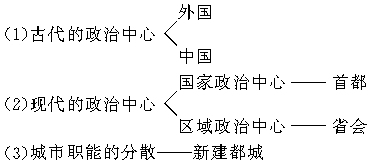 外国
(1)古代的政治中心
中国
国家政治中心——首都
(2)现代的政治中心
区域政治中心——省会
(3)城市职能的分散——新建都城